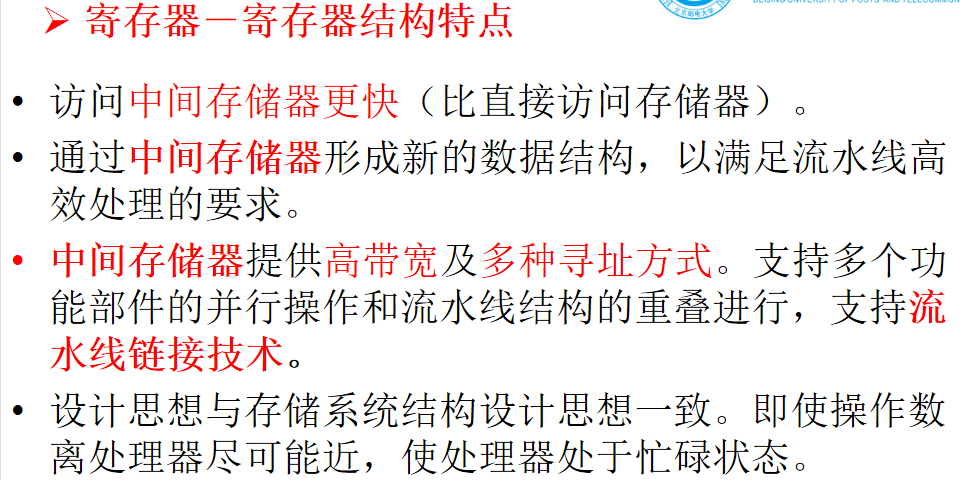 BEIJING UNIVERSITY OF POSTS AND TELECOMMUN
北京邮电大学
➢ 寄存器－寄存器结构特点
• 访问中间存储器更快（比直接访问存储器）。
• 通过中间存储器形成新的数据结构，以满足流水线高
效处理的要求。
• 中间存储器提供高带宽及多种寻址方式。支持多个功
能部件的并行操作和流水线结构的重叠进行，支持流
水线链接技术。
• 设计思想与存储系统结构设计思想一致。即使操作数
离处理器尽可能近，使处理器处于忙碌状态。